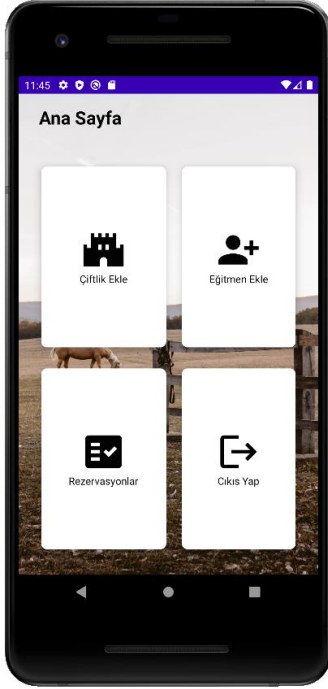 11:45
Ana Sayfa
Çiftlik Ekle
Eğitmen Ekle
Rezervasyonlar
Cıkıs Yap